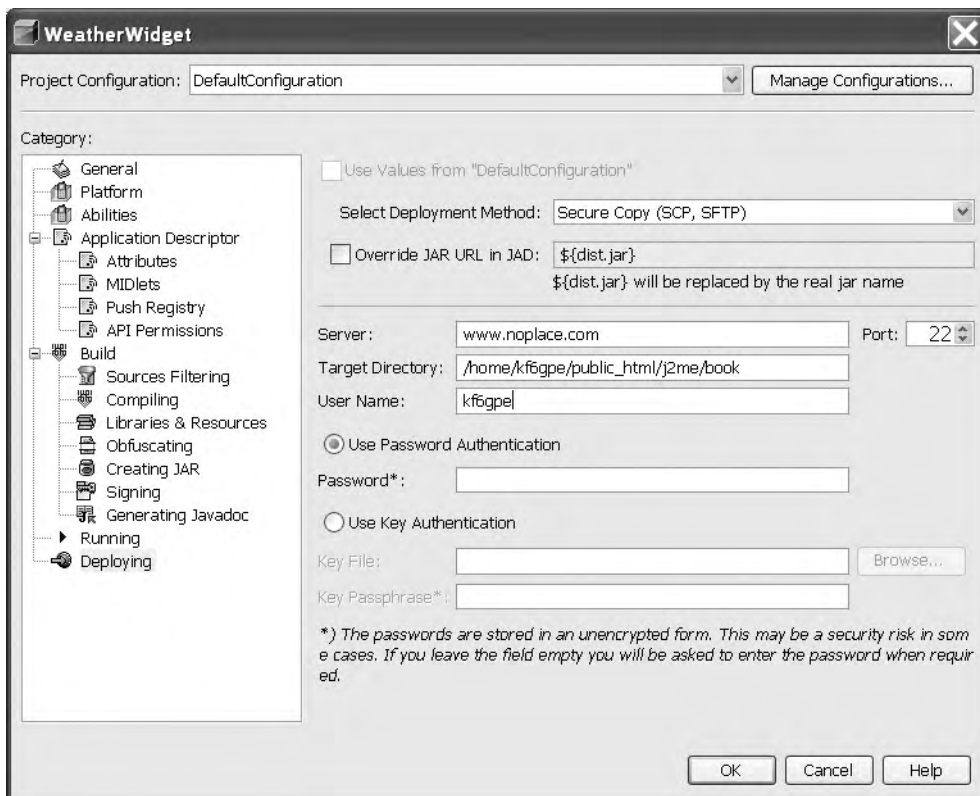 WeatherWidget
Project Configuration: DefaultConfiguration Manage Configurations...
Category:
General
Platform
Abilities
Application Descriptor
Attributes
MIDlets
Push Registry
API Permissions
Build
Sources Filtering
Compiling
Libraries & Resources
Obfuscating
Creating JAR
Signing
Generating Javadoc
Running
Deploying
Use Values from "DefaultConfiguration"
Select Deployment Method: Secure Copy (SCP, SFTP)
Override JAR URL in JAD: ${dist.jar}
${dist.jar} will be replaced by the real jar name
Server: www.noplace.com Port: 22
Target Directory: /home/kf6gpe/public_html/j2me/book
User Name: kf6gpe
Use Password Authentication
Password*:
Use Key Authentication
Key File: Browse...
Key Passphrase*:
*) The passwords are stored in an unencrypted form. This may be a security risk in som
e cases. If you leave the field empty you will be asked to enter the password when requir
ed.
OK Cancel Help